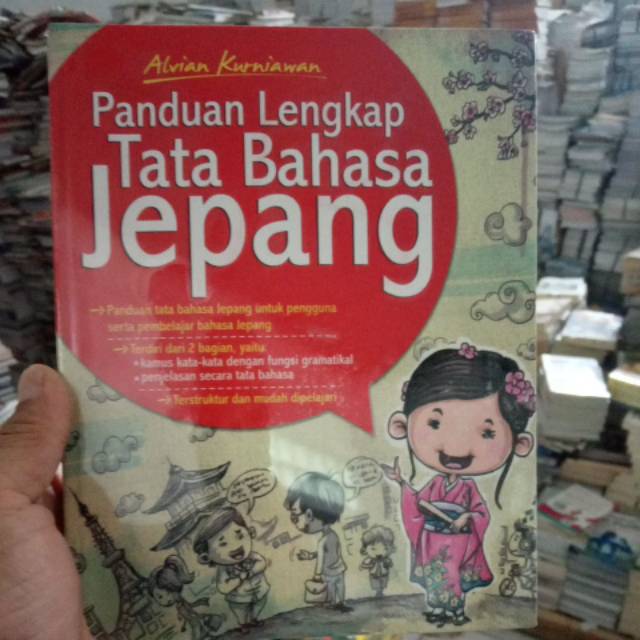 Alvian Kurniawan
Panduan Lengkap
Tata Bahasa
Jepang
Panduan tata bahasa Jepang untuk pengguna
serta pembelajar bahasa Jepang
Terdiri dari 2 bagian, yaitu
• kamus kata-kata dengan fungsi gramatikal
• penjelasan secara tata bahasa
Terstruktur dan mudah dipelajari